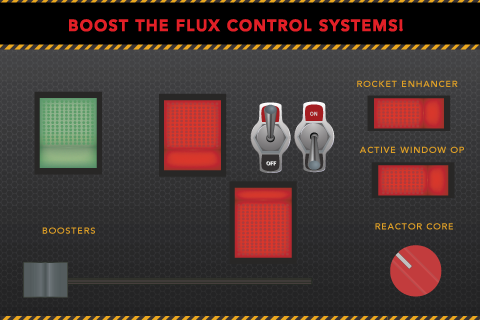 BOOST THE FLUX CONTROL SYSTEMS!
ROCKET ENHANCER
ON
ACTIVE WINDOW OP
OFF
REACTOR CORE
BOOSTERS